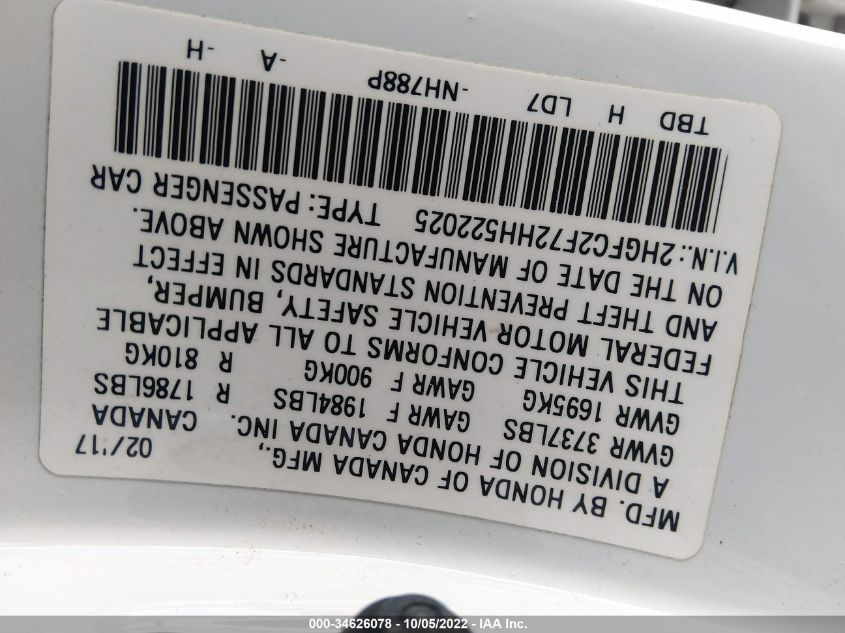 MFD. BY HONDA OF CANADA MFG., 02/'17
A DIVISION OF HONDA CANADA INC. CANADA
GVWR 3737LBS GAWR F 1984LBS R 1786LBS
GVWR 1695KG GAWR F 900KG R 810KG
THIS VEHICLE CONFORMS TO ALL APPLICABLE
FEDERAL MOTOR VEHICLE SAFETY, BUMPER,
AND THEFT PREVENTION STANDARDS IN EFFECT
ON THE DATE OF MANUFACTURE SHOWN ABOVE.
V.I.N.: 2HGFC2F72HH522025 TYPE: PASSENGER CAR
TBD H LD7 -NH788P -A -H
000-34626078 - 10/05/2022 - IAA Inc.